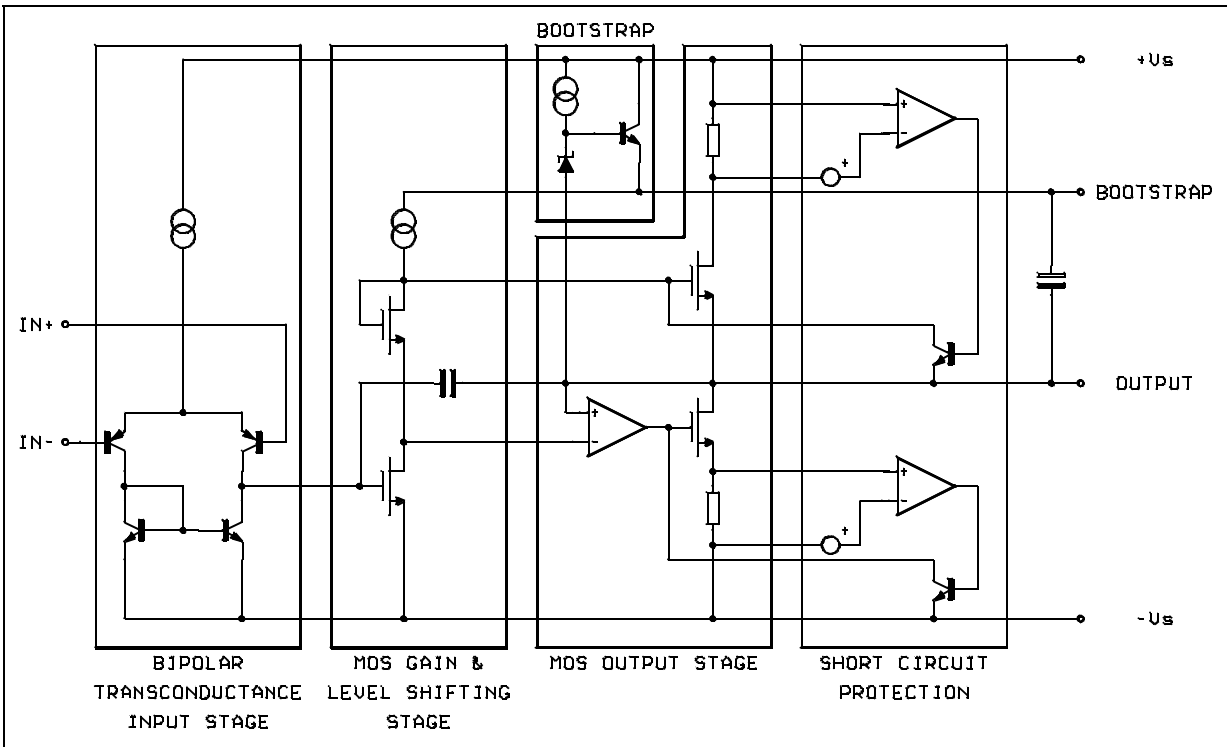 BOOTSTRAP
+Vs
+
-
+
BOOTSTRAP
IN+
OUTPUT
IN-
+
-
+
-
+
-Vs
BIPOLAR
TRANSCONDUCTANCE
INPUT STAGE
MOS GAIN &
LEVEL SHIFTING
STAGE
MOS OUTPUT STAGE
SHORT CIRCUIT
PROTECTION